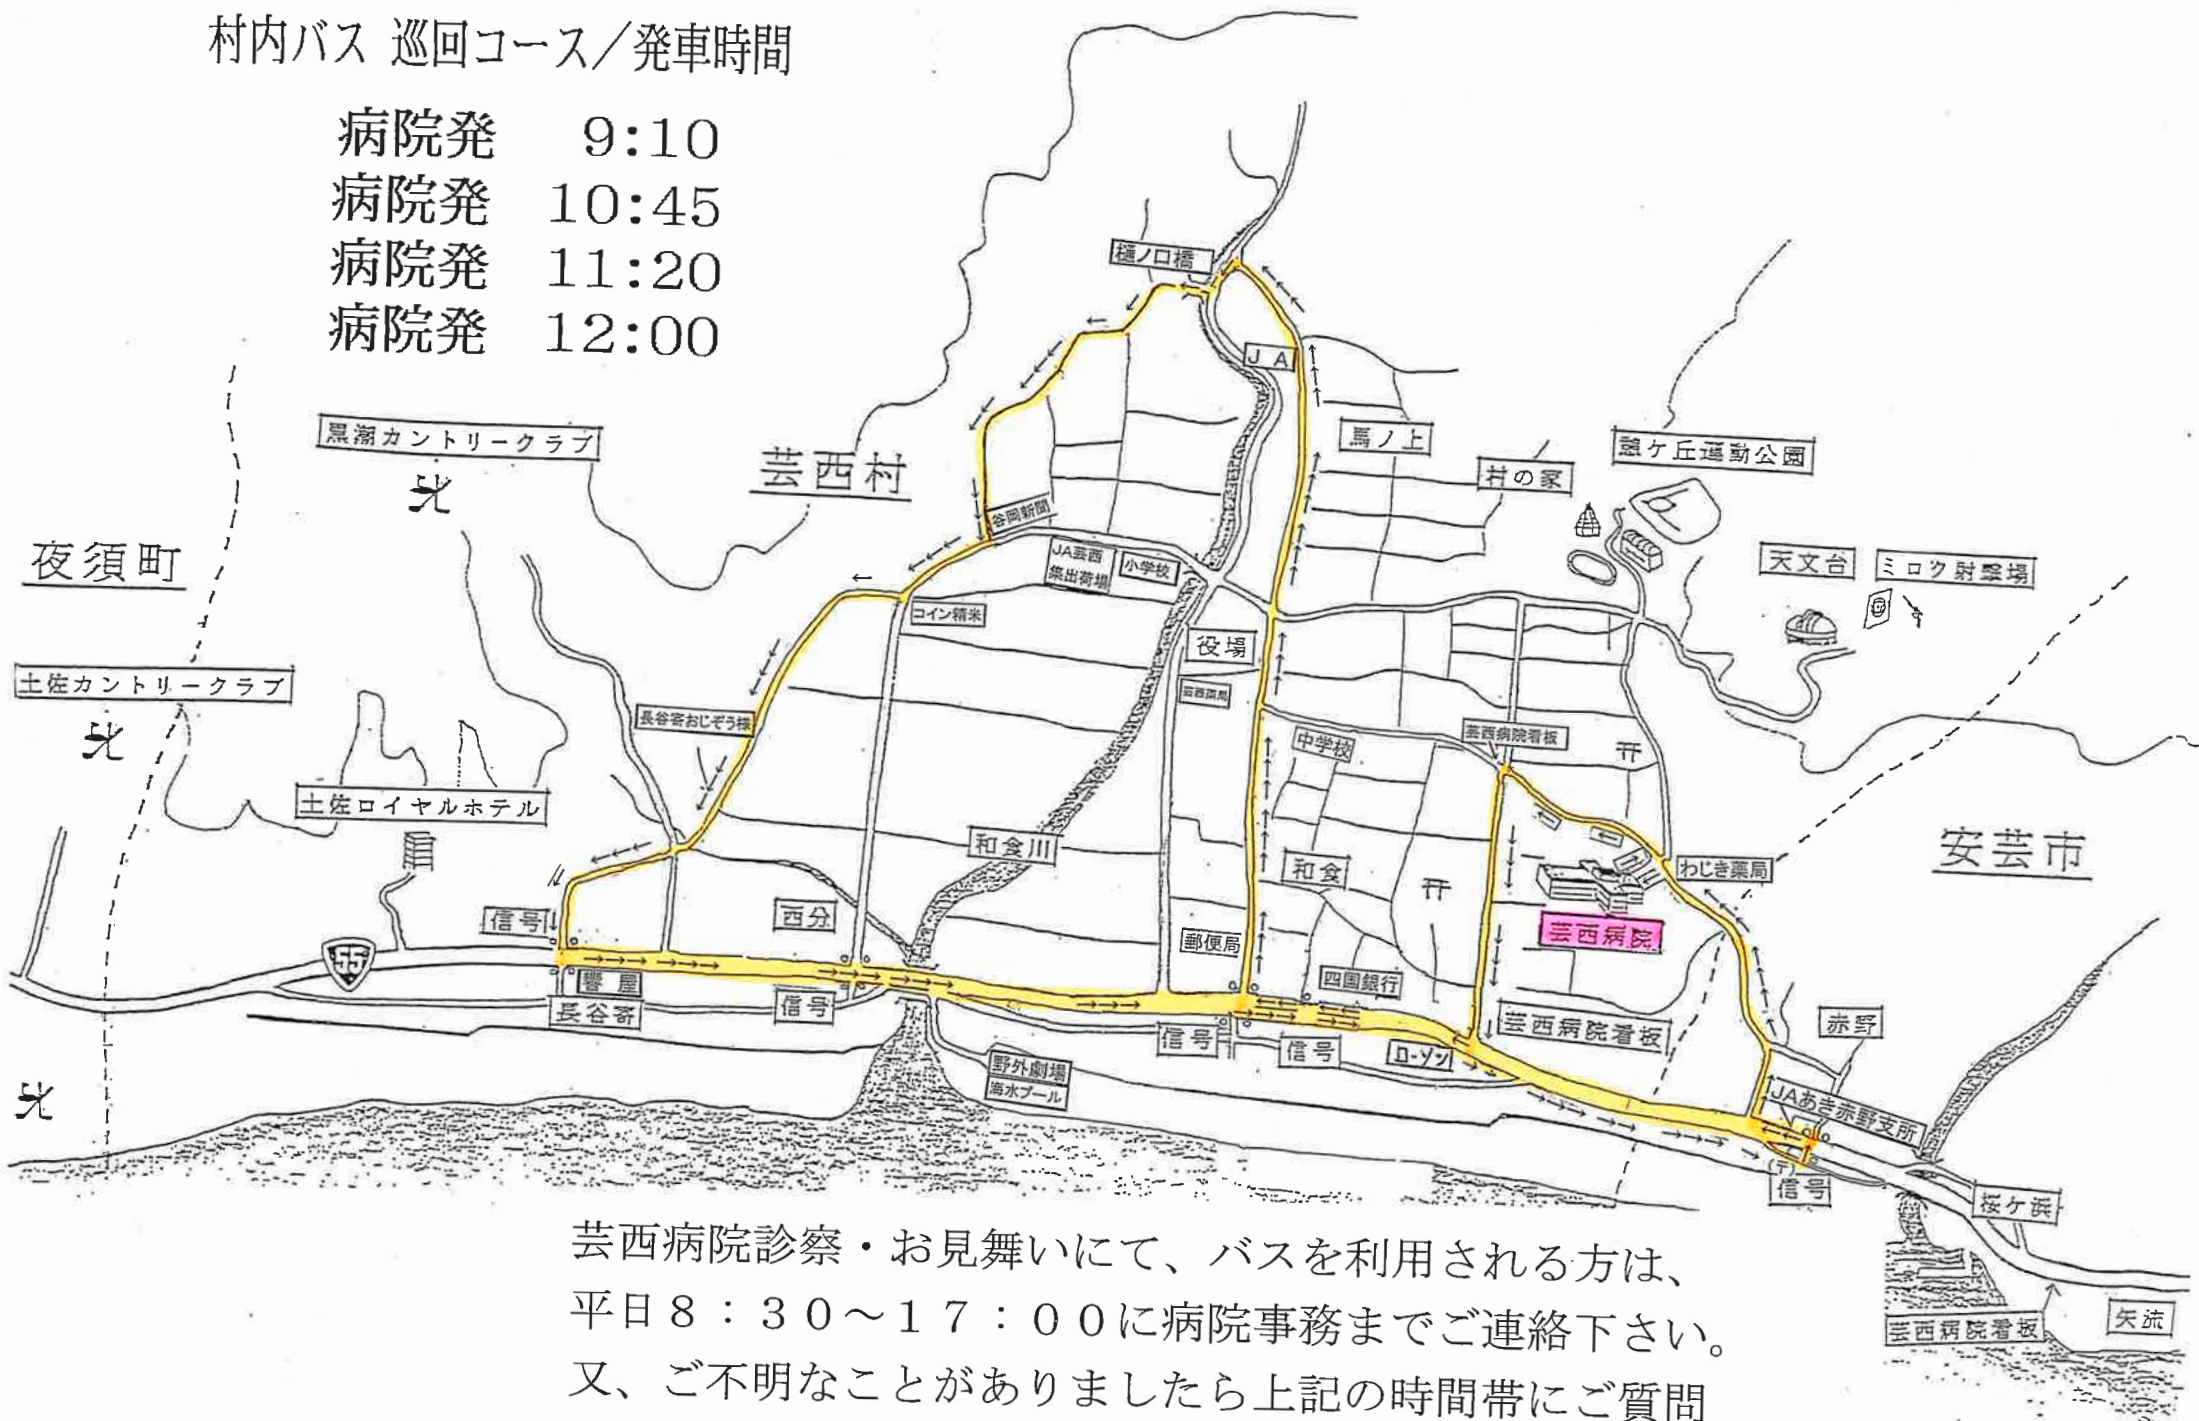 村内バス 巡回コース／発車時間
病院発 9:10
病院発 10:45
病院発 11:20
病院発 12:00
樋ノ口橋
JA
馬ノ上
村の家
憩ケ丘運動公園
黒潮カントリークラブ
芸西村
谷岡新聞
夜須町
JA芸西
集出荷場
小学校
天文台
ミロク射撃場
コイン精米
役場
土佐カントリークラブ
芸西薬局
長谷寄おじぞう様
中学校
芸西病院看板
土佐ロイヤルホテル
和食川
和食
わじき薬局
安芸市
信号
西分
郵便局
芸西病院
55
響屋
四国銀行
長谷寄
信号
芸西病院看板
赤野
信号
信号
ローソン
野外劇場
海水プール
JAあき赤野支所
(〒)
信号
桜ケ浜
芸西病院看板
矢流
芸西病院診察・お見舞いにて、バスを利用される方は、
平日8：30～17：00に病院事務までご連絡下さい。
又、ご不明なことがありましたら上記の時間帯にご質問